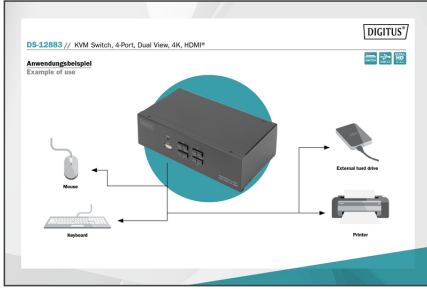 DIGITUS®
DS-12883 // KVM Switch, 4-Port, Dual View, 4K, HDMI®
Anwendungsbeispiel
Example of use
HD
External hard drive
Mouse
Keyboard
Printer